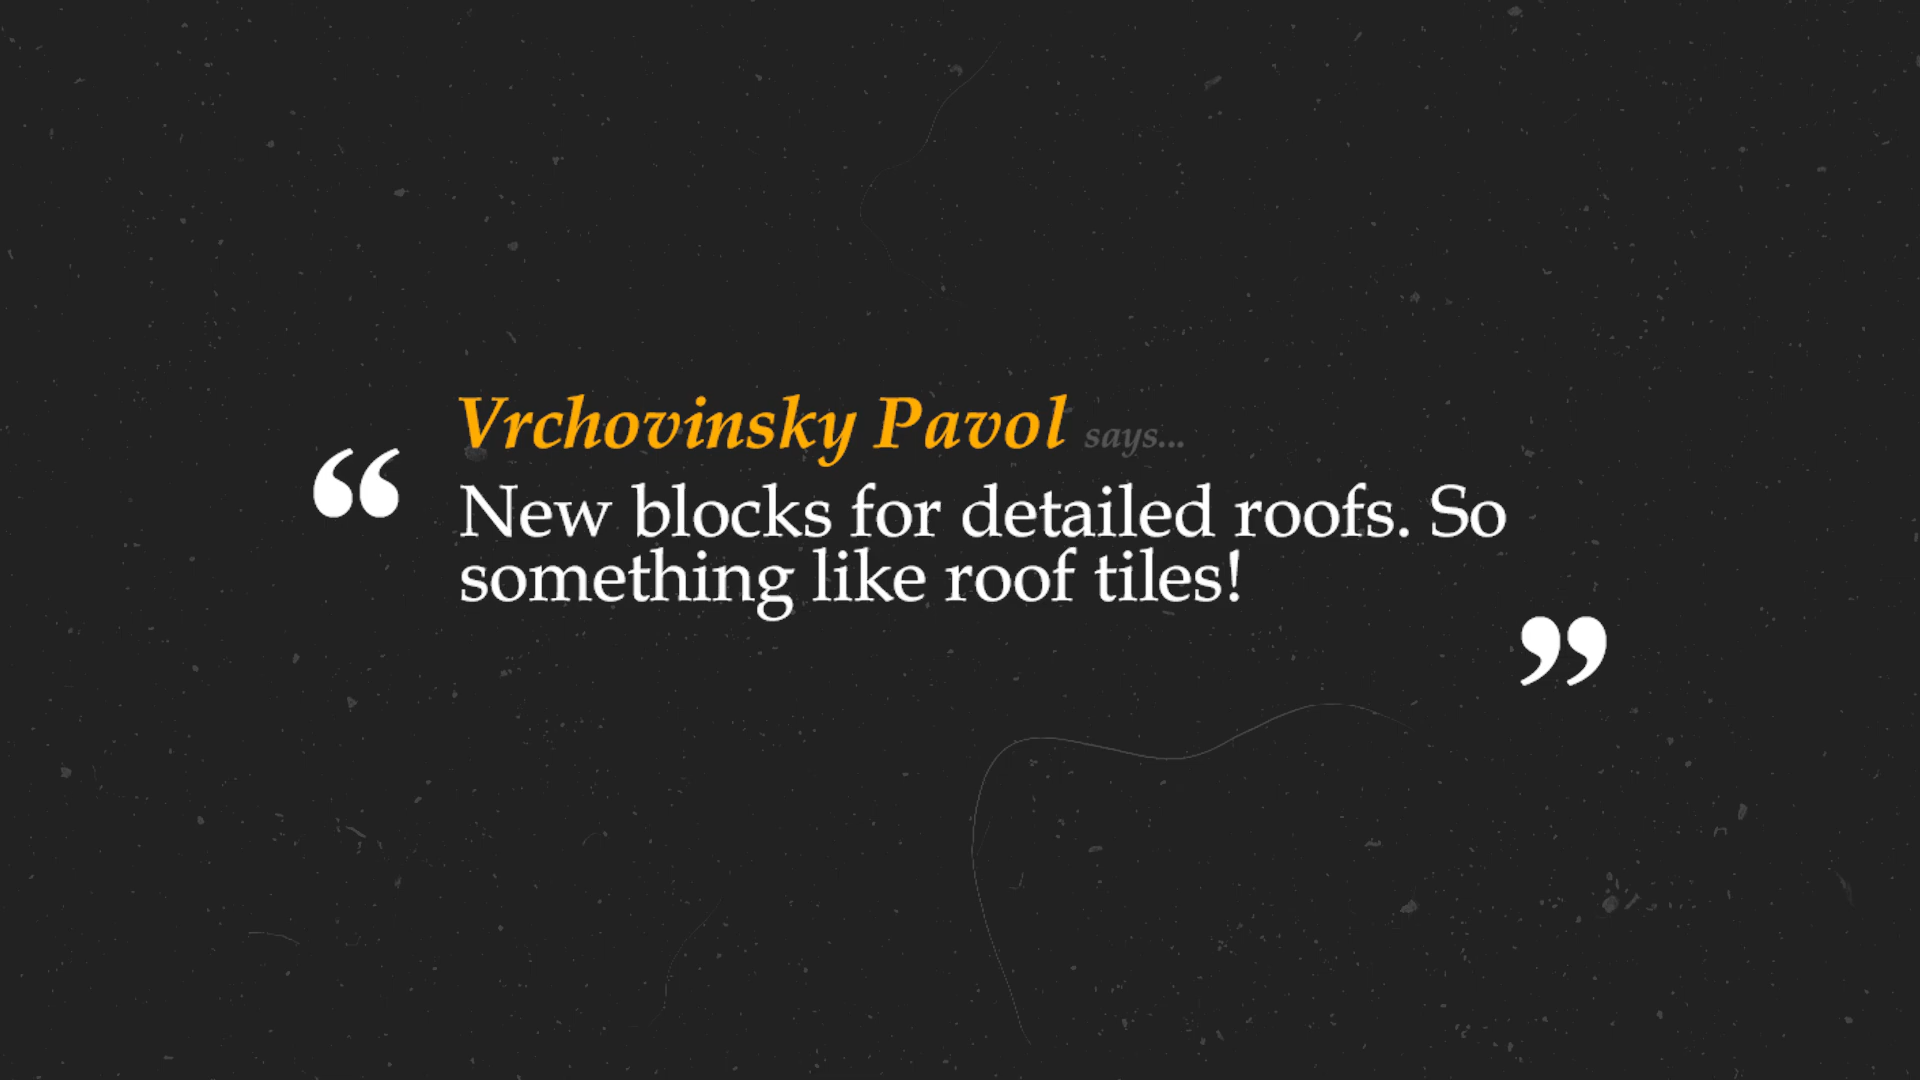 Vrchovinsky Pavol says...
“New blocks for detailed roofs. So
something like roof tiles!”